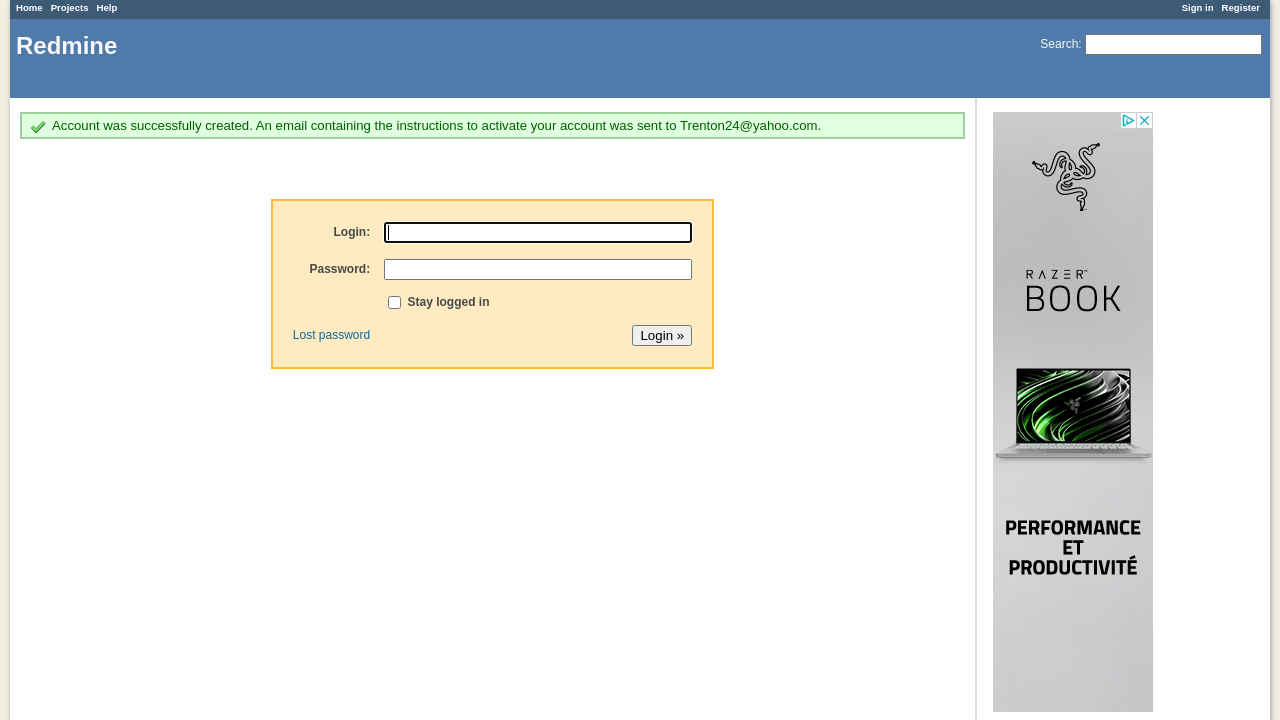 Home Projects Help
Sign in Register
Redmine
Search:
Account was successfully created. An email containing the instructions to activate your account was sent to Trenton24@yahoo.com.
Login:
Password:
Stay logged in
Lost password
Login »
RAZER™
BOOK
PERFORMANCE
ET
PRODUCTIVITÉ